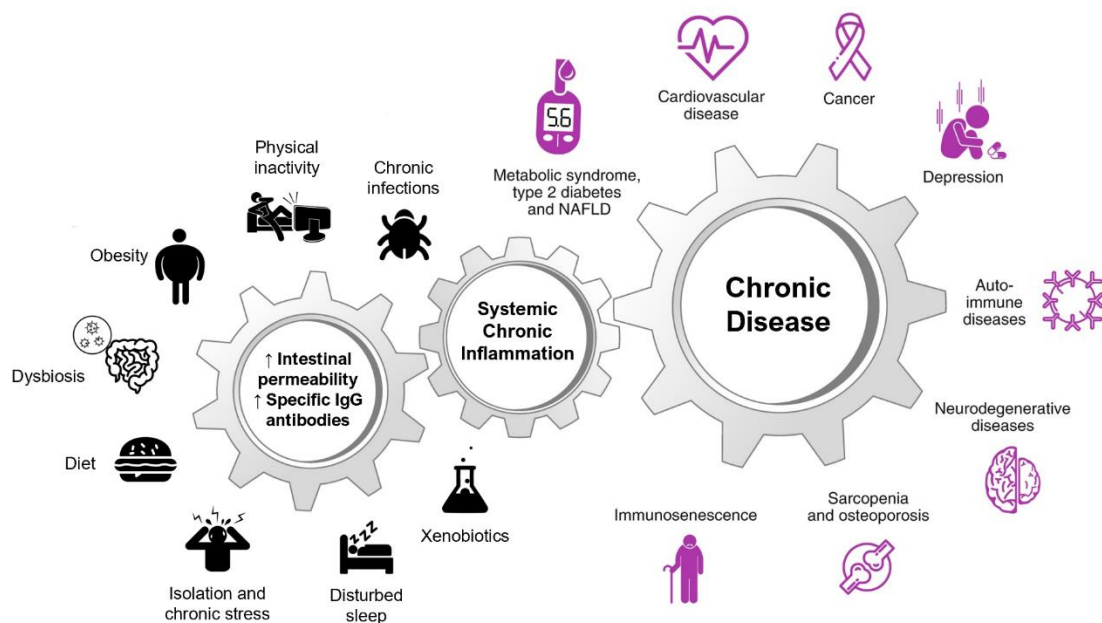 Physical
inactivity
Chronic
infections
Obesity
Dysbiosis
Diet
Isolation and
chronic stress
Disturbed
sleep
Xenobiotics
↑ Intestinal
permeability
↑ Specific IgG
antibodies
Systemic
Chronic
Inflammation
5.6
Metabolic syndrome,
type 2 diabetes
and NAFLD
Cardiovascular
disease
Cancer
Depression
Auto-
immune
diseases
Neurodegenerative
diseases
Sarcopenia
and osteoporosis
Immunosenescence
Chronic
Disease
zzz